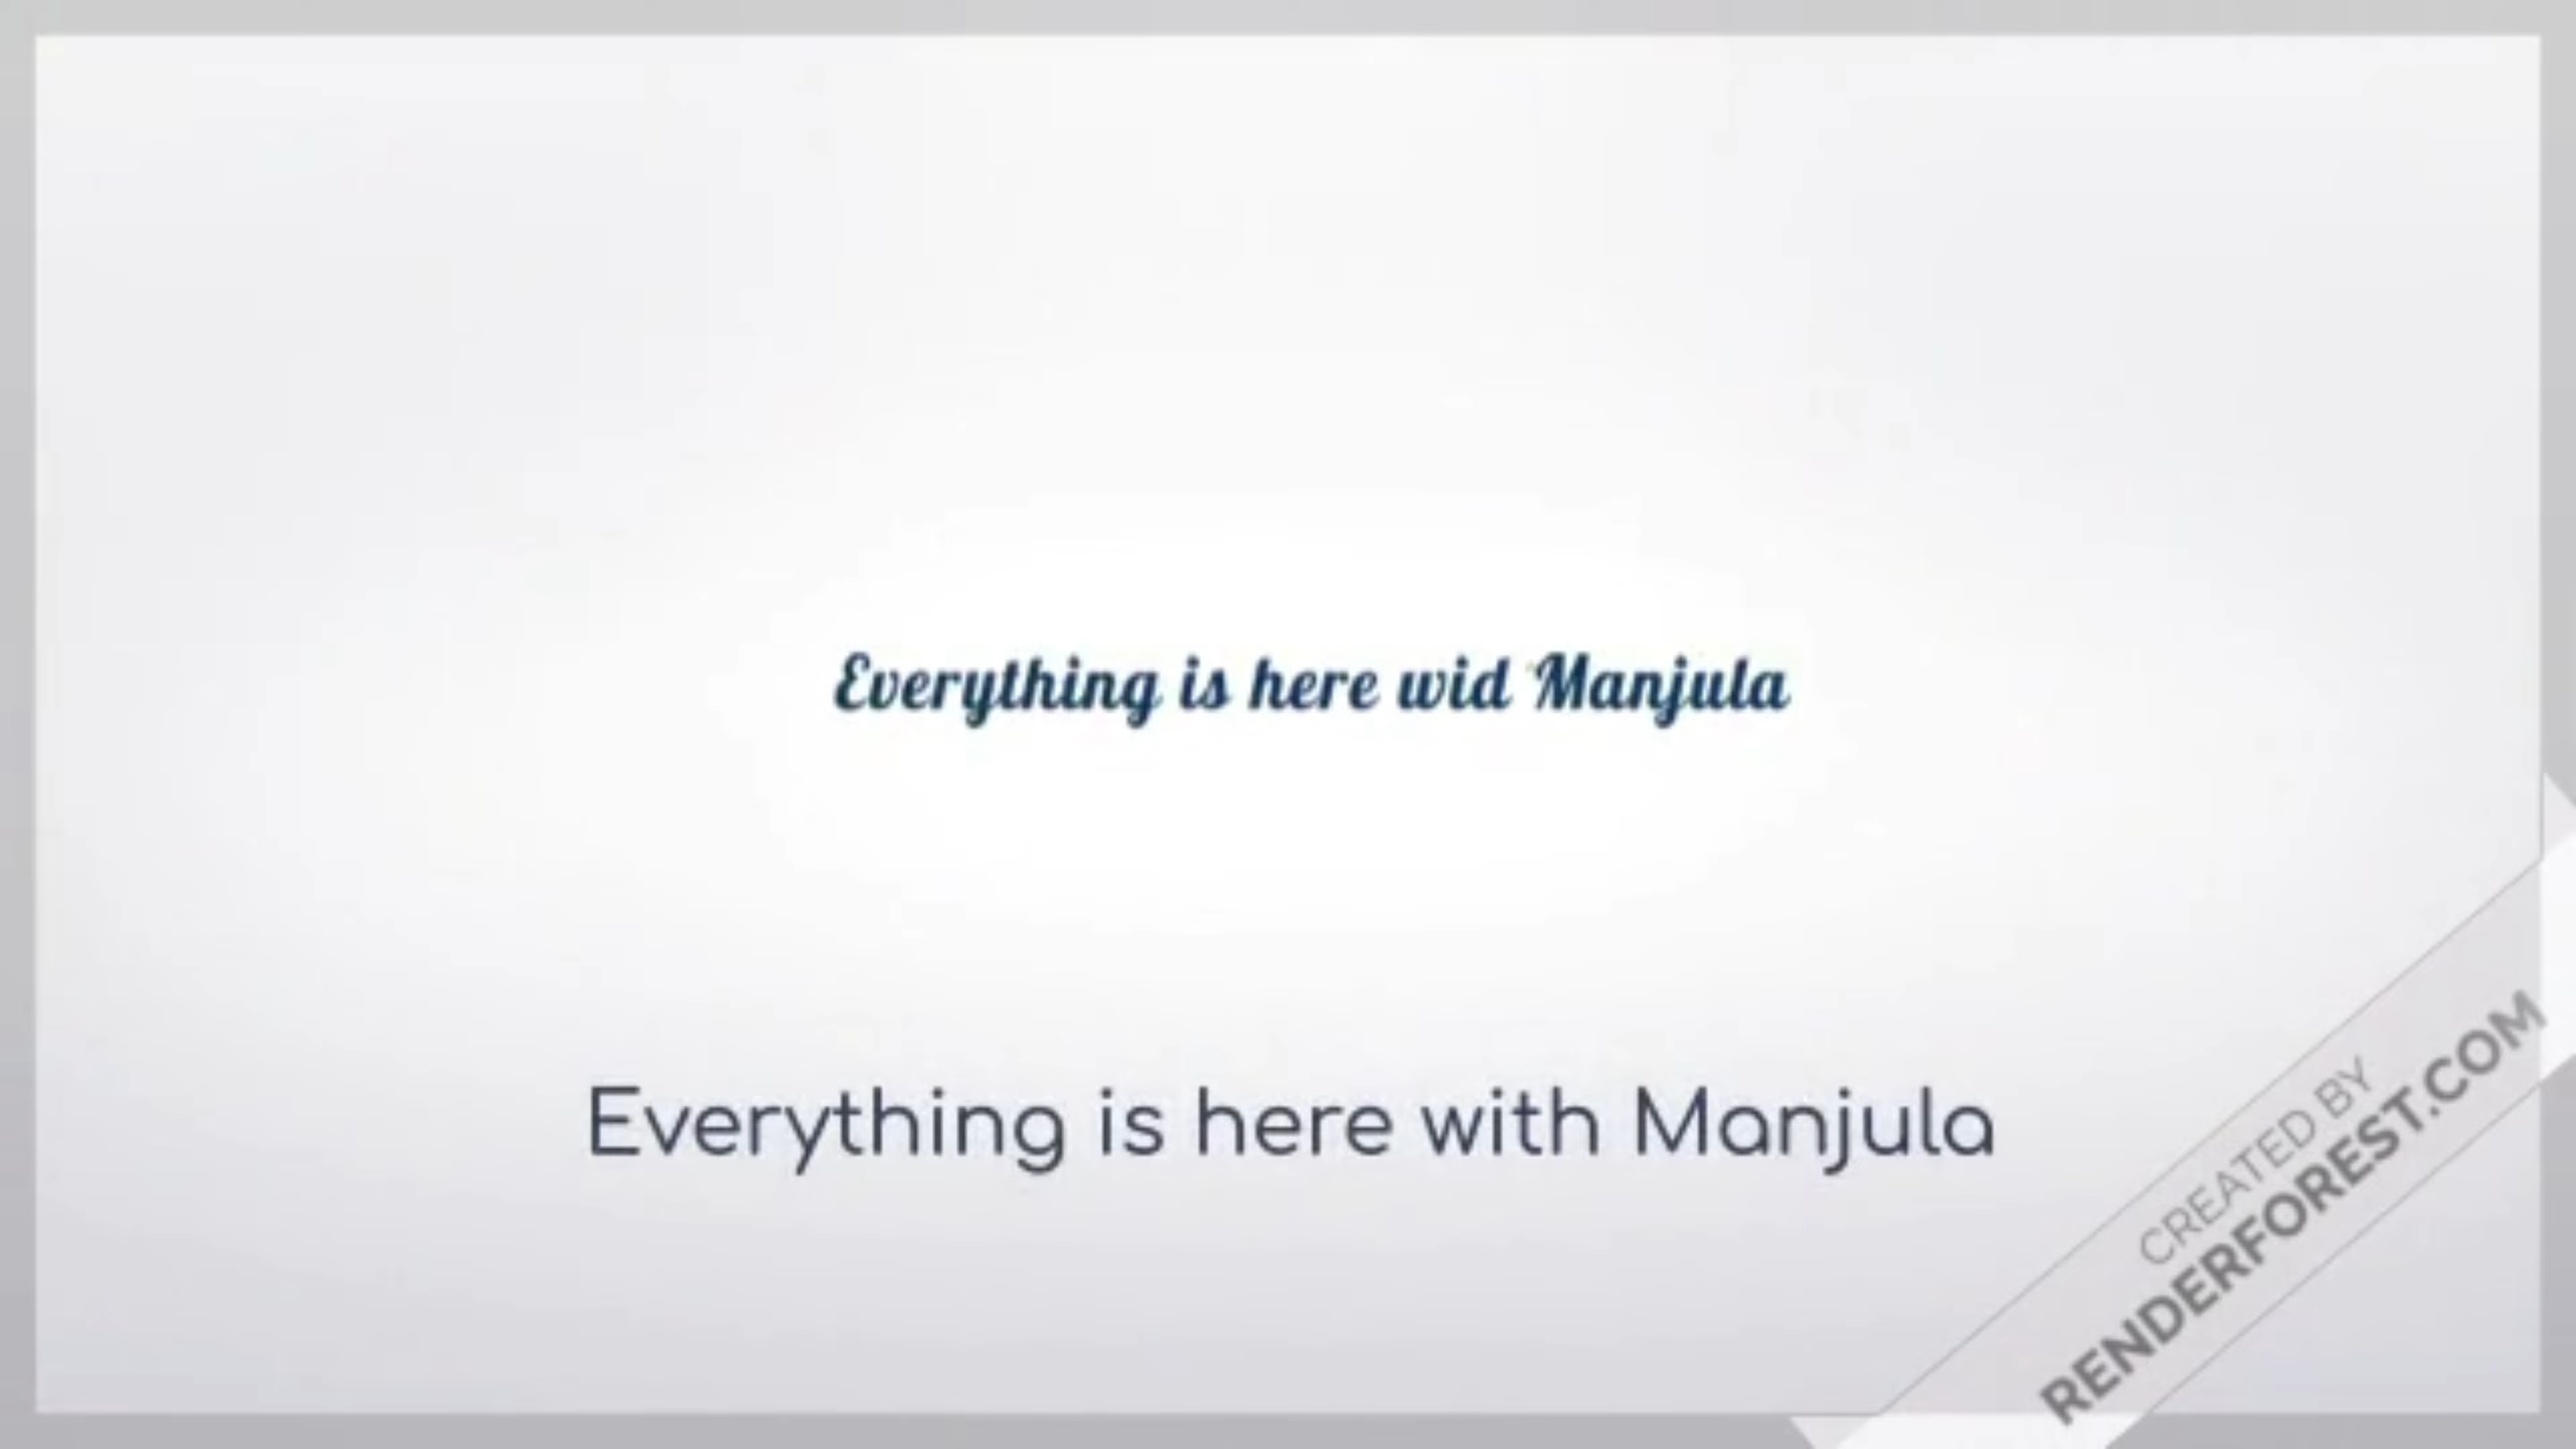 Everything is here wid Manjula
Everything is here with Manjula
CREATED BY
RENDERFOREST.COM